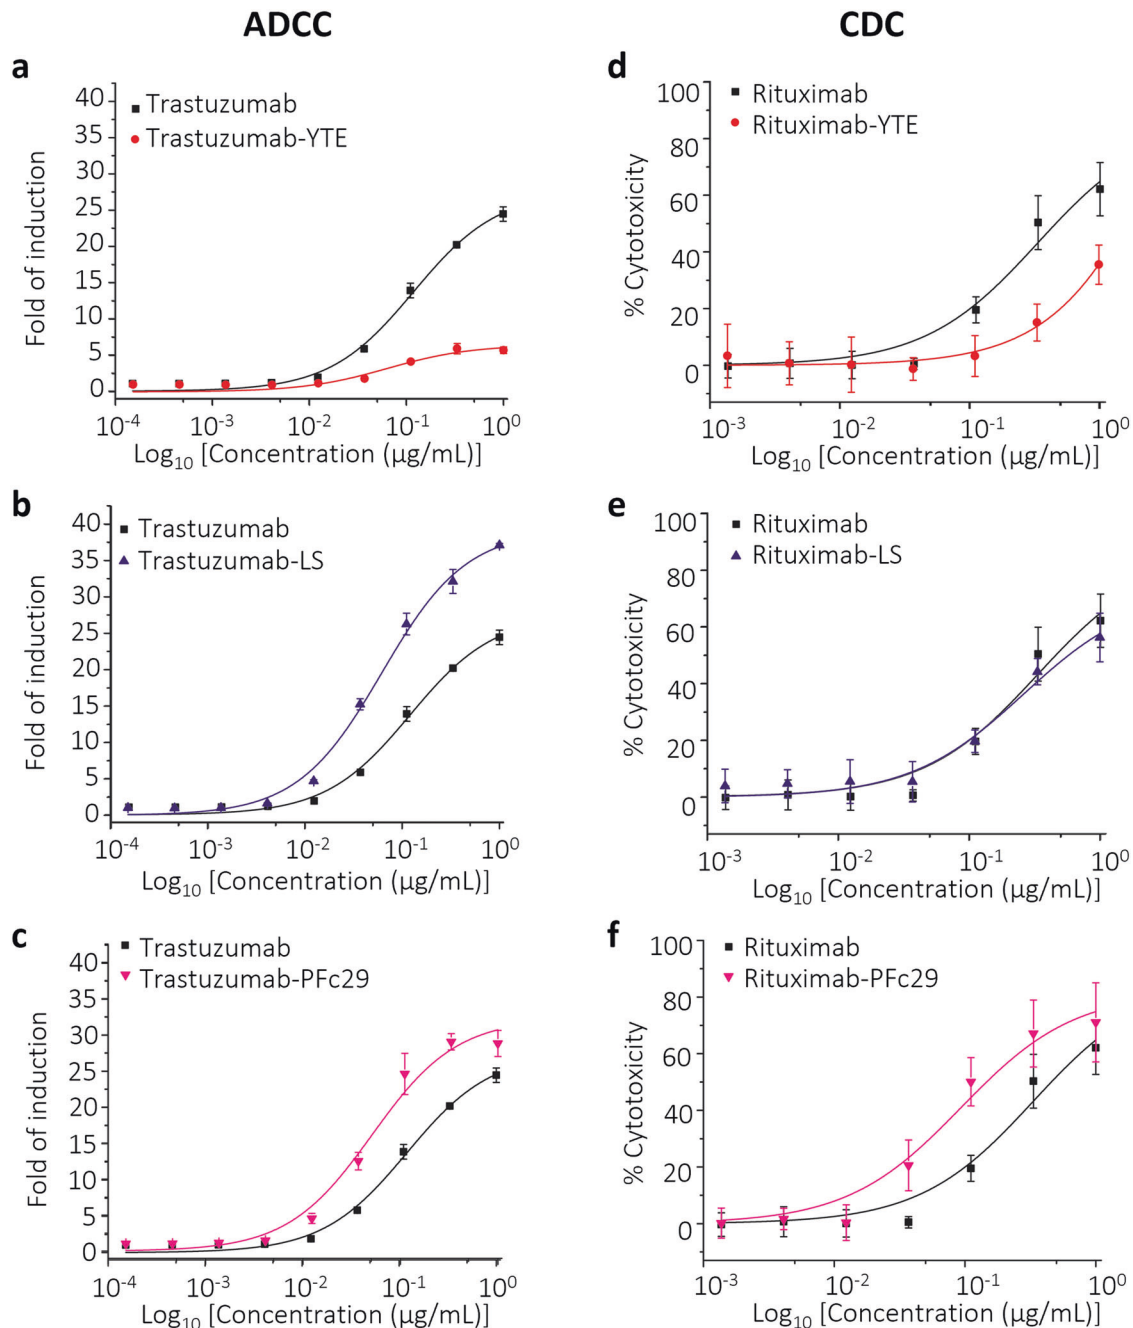 ADCC
CDC
a
40
35
30
25
20
15
10
5
0
Fold of induction
Trastuzumab
Trastuzumab-YTE
10⁻⁴ 10⁻³ 10⁻² 10⁻¹ 10⁰
Log₁₀ [Concentration (µg/mL)]
d
100
80
60
40
20
0
% Cytotoxicity
Rituximab
Rituximab-YTE
10⁻³ 10⁻² 10⁻¹ 10⁰
Log₁₀ [Concentration (µg/mL)]
b
40
35
30
25
20
15
10
5
0
Fold of induction
Trastuzumab
Trastuzumab-LS
10⁻⁴ 10⁻³ 10⁻² 10⁻¹ 10⁰
Log₁₀ [Concentration (µg/mL)]
e
100
80
60
40
20
0
% Cytotoxicity
Rituximab
Rituximab-LS
10⁻³ 10⁻² 10⁻¹ 10⁰
Log₁₀ [Concentration (µg/mL)]
c
40
35
30
25
20
15
10
5
0
Fold of induction
Trastuzumab
Trastuzumab-PFc29
10⁻⁴ 10⁻³ 10⁻² 10⁻¹ 10⁰
Log₁₀ [Concentration (µg/mL)]
f
100
80
60
40
20
0
% Cytotoxicity
Rituximab
Rituximab-PFc29
10⁻³ 10⁻² 10⁻¹ 10⁰
Log₁₀ [Concentration (µg/mL)]